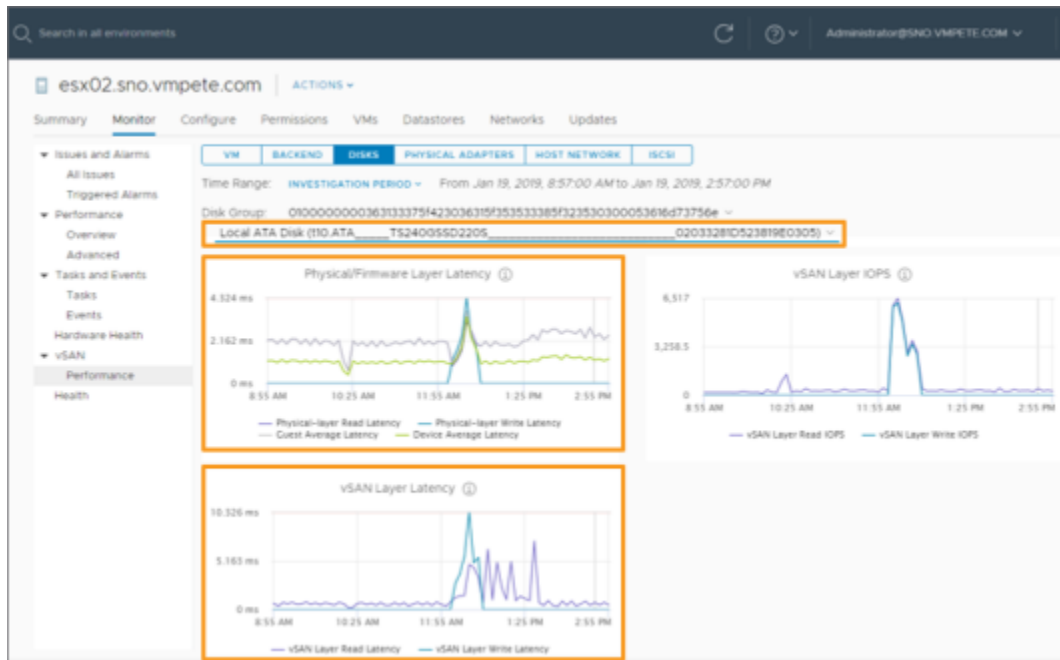 Search in all environments
Administrator@SNO.VMPETE.COM
esx02.sno.vmpete.com
ACTIONS
Summary Monitor Configure Permissions VMs Datastores Networks Updates
Issues and Alarms
All Issues
Triggered Alarms
Performance
Overview
Advanced
Tasks and Events
Tasks
Events
Hardware Health
vSAN
Performance
Health
VM BACKEND DISKS PHYSICAL ADAPTERS HOST NETWORK ISCSI
Time Range: INVESTIGATION PERIOD From Jan 19, 2019, 8:57:00 AM to Jan 19, 2019, 2:57:00 PM
Disk Group:
Local ATA Disk
Physical/Firmware Layer Latency
4.324 ms
2.162 ms
0 ms
8:55 AM 10:25 AM 11:55 AM 1:25 PM 2:55 PM
Physical-layer Read Latency Physical-layer Write Latency
Guest Average Latency Device Average Latency
vSAN Layer IOPS
6,517
3,258.5
0
8:55 AM 10:25 AM 11:55 AM 1:25 PM 2:55 PM
vSAN Layer Read IOPS vSAN Layer Write IOPS
vSAN Layer Latency
10.326 ms
5.163 ms
0 ms
8:55 AM 10:25 AM 11:55 AM 1:25 PM 2:55 PM
vSAN Layer Read Latency vSAN Layer Write Latency